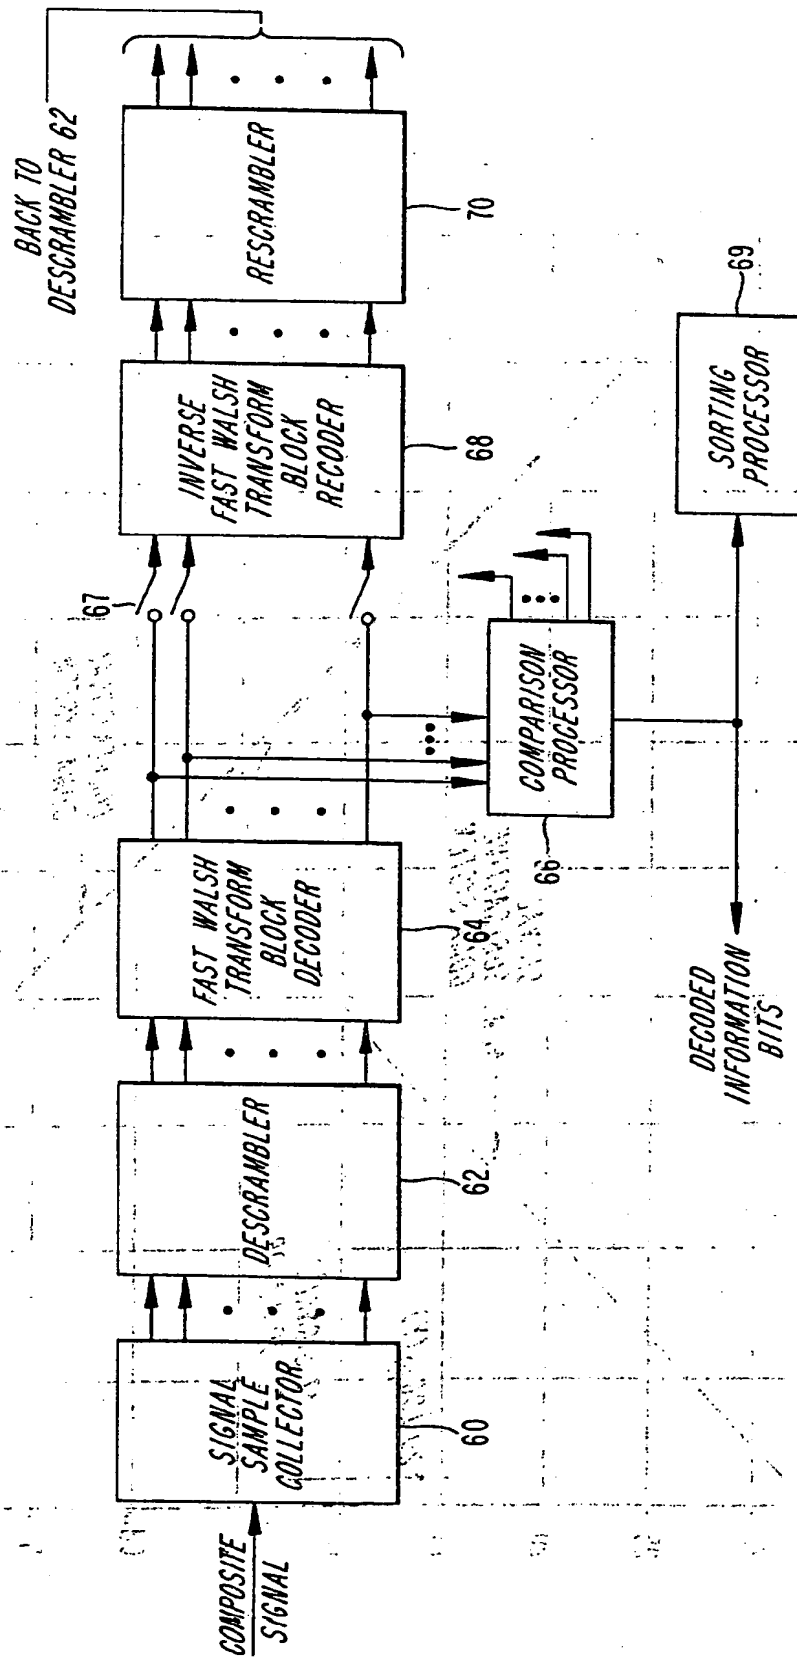 COMPOSITE
SIGNAL
SIGNAL
SAMPLE
COLLECTOR
60
DESCRAMBLER
62
FAST WALSH
TRANSFORM
BLOCK
DECODER
64
67
INVERSE
FAST WALSH
TRANSFORM
BLOCK
RECODER
68
RESCRAMBLER
70
BACK TO
DESCRAMBLER 62
COMPARISON
PROCESSOR
66
SORTING
PROCESSOR
69
DECODED
INFORMATION
BITS